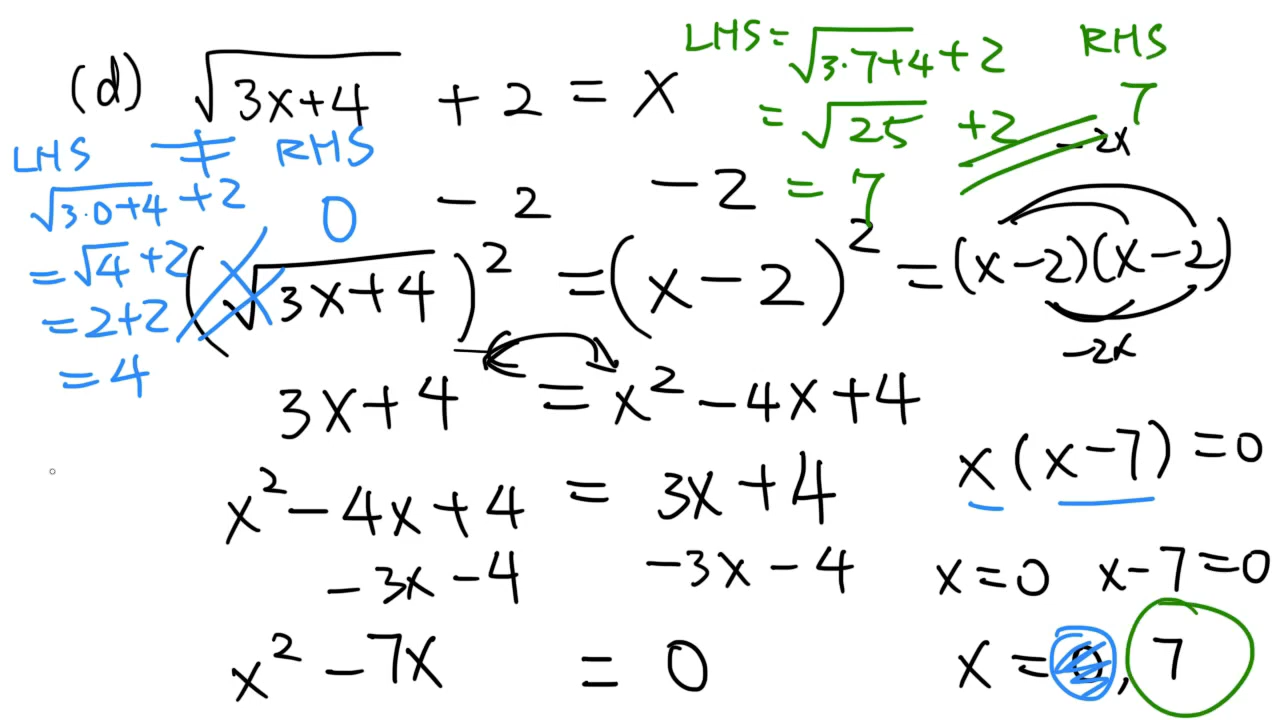 (d) √(3x+4) + 2 = x
- 2 - 2
(√(3x+4))² = (x-2)² = (x-2)(x-2)
-2x
-2x
3x+4 = x²-4x+4
x²-4x+4 = 3x+4
-3x-4 -3x-4
x²-7x = 0
x(x-7)=0
x=0 x-7=0
x=0, 7
LHS ≠ RHS
√(3·0+4) +2 0
=√4 +2
=2+2
=4
LHS=√(3·7+4)+2 RHS
=√25 +2 7
=7